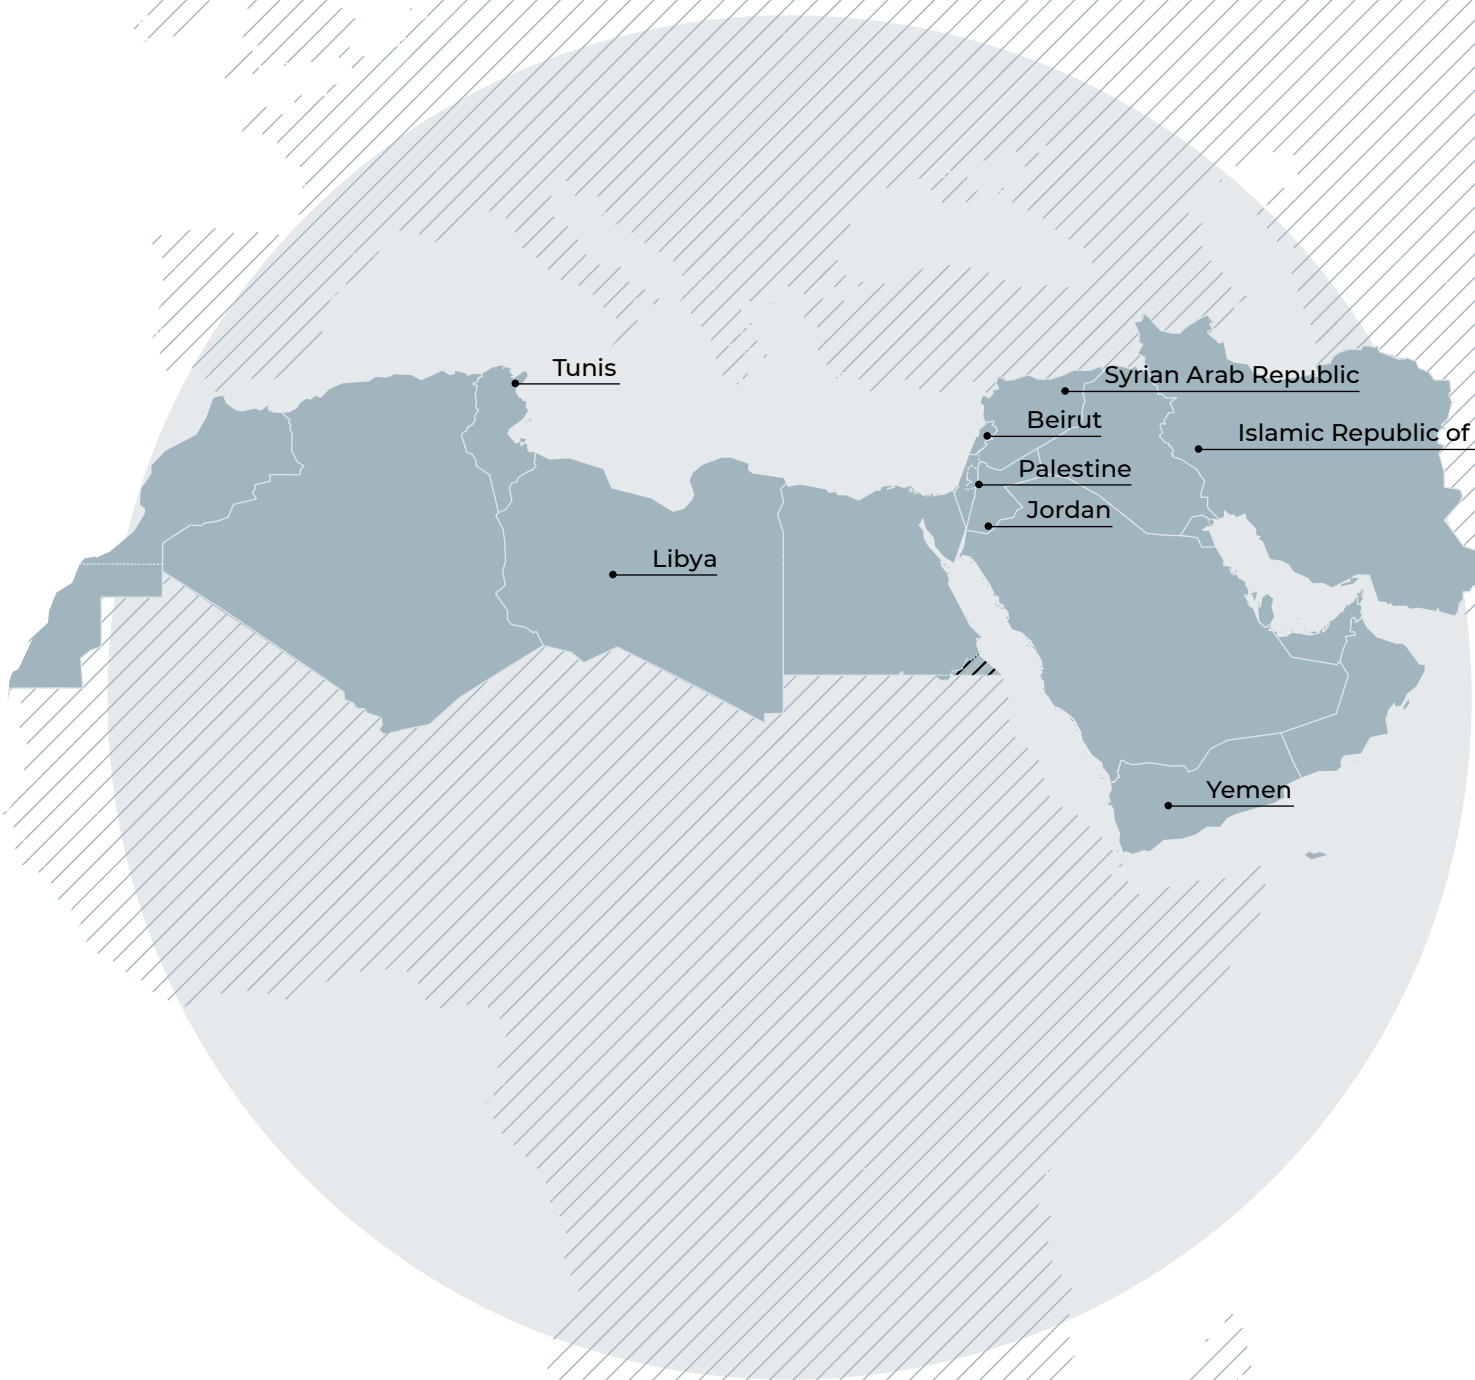 Tunis
Syrian Arab Republic
Beirut
Islamic Republic of
Palestine
Jordan
Libya
Yemen